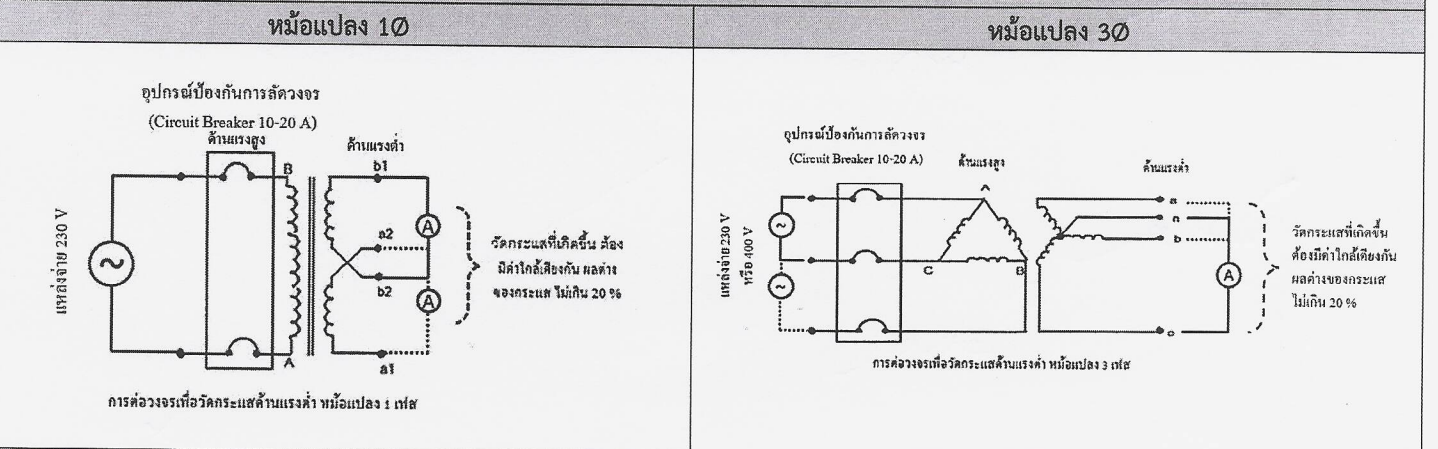 หม้อแปลง 1Ø
อุปกรณ์ป้องกันการลัดวงจร
(Circuit Breaker 10-20 A)
ด้านแรงสูง
ด้านแรงต่ำ
B
b1
A
แหล่งจ่าย 230 V
a2
b2
A
A
a1
วัดกระแสที่เกิดขึ้น ต้อง
มีค่าใกล้เคียงกัน ผลต่าง
ของกระแส ไม่เกิน 20 %
การต่อวงจรเพื่อวัดกระแสด้านแรงต่ำ หม้อแปลง 1 เฟส
หม้อแปลง 3Ø
อุปกรณ์ป้องกันการลัดวงจร
(Circuit Breaker 10-20 A)
ด้านแรงสูง
ด้านแรงต่ำ
A
a
n
b
แหล่งจ่าย 230 V
หรือ 400 V
C
B
A
c
วัดกระแสที่เกิดขึ้น
ต้องมีค่าใกล้เคียงกัน
ผลต่างของกระแส
ไม่เกิน 20 %
การต่อวงจรเพื่อวัดกระแสด้านแรงต่ำ หม้อแปลง 3 เฟส